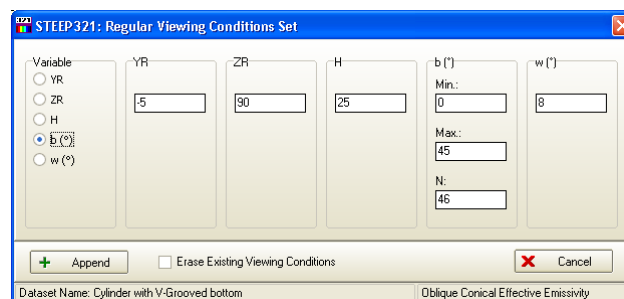 STEEP321: Regular Viewing Conditions Set
Variable
YR
ZR
H
b (°)
w (°)
YR
-5
ZR
90
H
25
b (°)
Min.:
0
Max.:
45
N:
46
w (°)
8
Append
Erase Existing Viewing Conditions
Cancel
Dataset Name: Cylinder with V-Grooved bottom
Oblique Conical Effective Emissivity